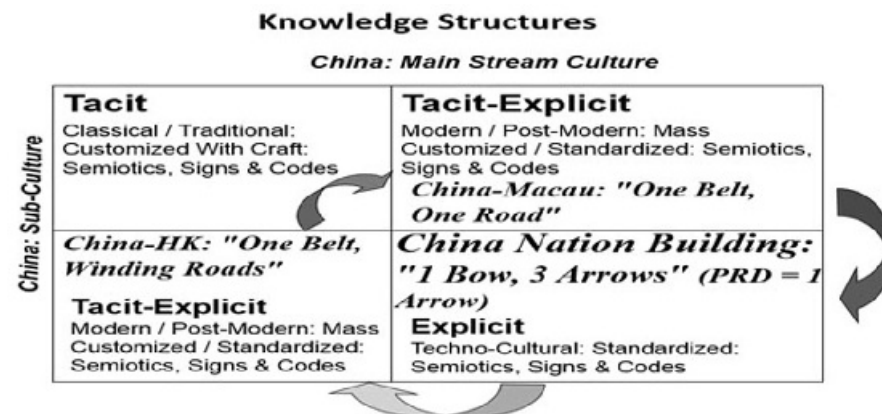 Knowledge Structures
China: Main Stream Culture
China: Sub-Culture
Tacit
Classical / Traditional:
Customized With Craft:
Semiotics, Signs & Codes
Tacit-Explicit
Modern / Post-Modern: Mass
Customized / Standardized: Semiotics,
Signs & Codes
China-Macau: "One Belt,
One Road"
China-HK: "One Belt,
Winding Roads"
Tacit-Explicit
Modern / Post-Modern: Mass
Customized / Standardized:
Semiotics, Signs & Codes
China Nation Building:
"1 Bow, 3 Arrows" (PRD = 1
Arrow)
Explicit
Techno-Cultural: Standardized:
Semiotics, Signs & Codes